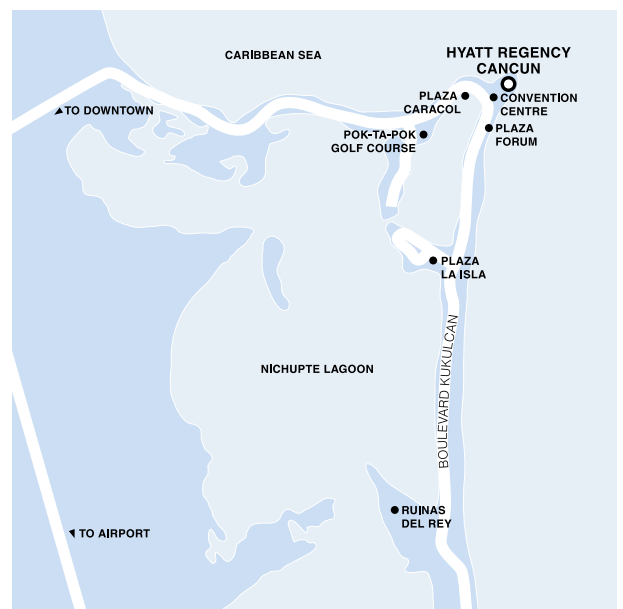 CARIBBEAN SEA
HYATT REGENCY
CANCUN
TO DOWNTOWN
PLAZA
CARACOL
CONVENTION
CENTRE
POK-TA-POK
GOLF COURSE
PLAZA
FORUM
PLAZA
LA ISLA
NICHUPTE LAGOON
BOULEVARD KUKULCAN
RUINAS
DEL REY
TO AIRPORT